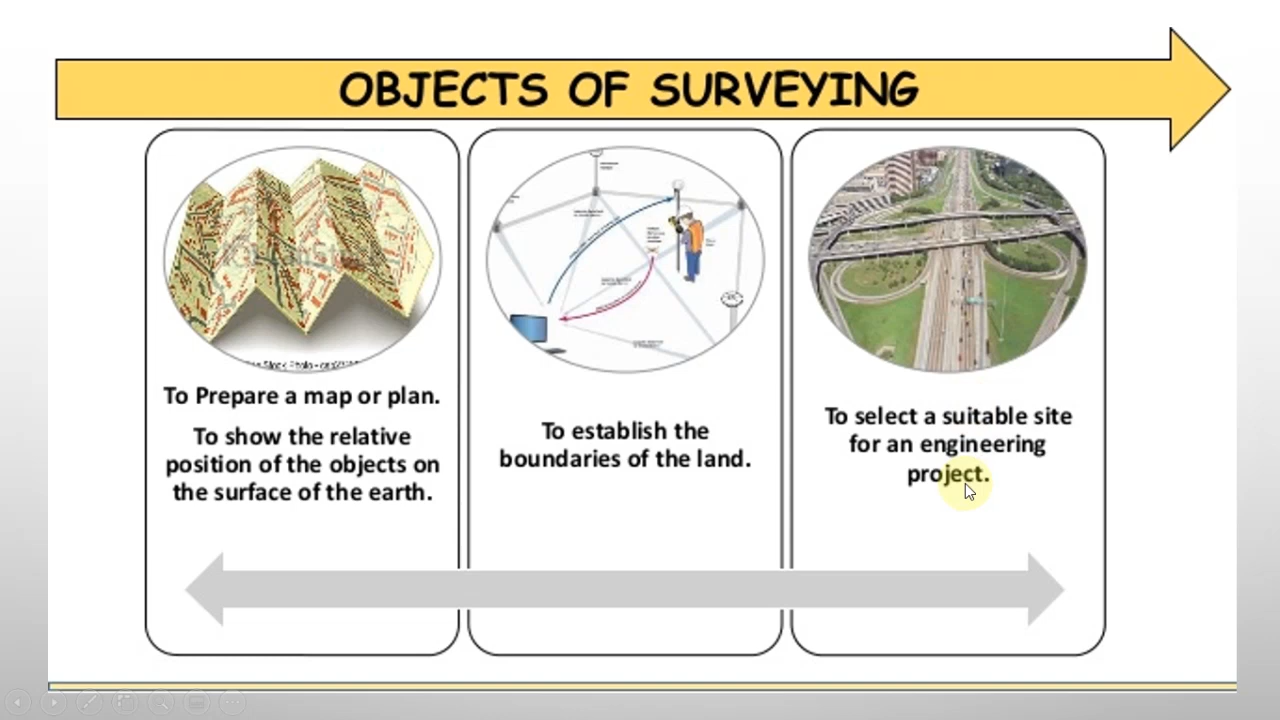 OBJECTS OF SURVEYING
To Prepare a map or plan.
To show the relative
position of the objects on
the surface of the earth.
To establish the
boundaries of the land.
To select a suitable site
for an engineering
project.